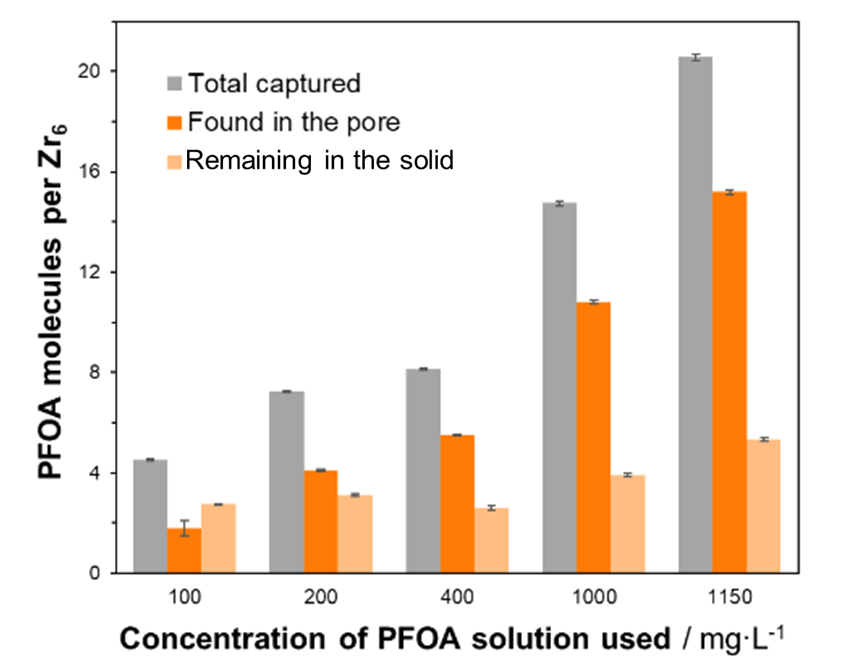 PFOA molecules per Zr₆
20
16
12
8
4
0
Total captured
Found in the pore
Remaining in the solid
100 200 400 1000 1150
Concentration of PFOA solution used / mg·L⁻¹